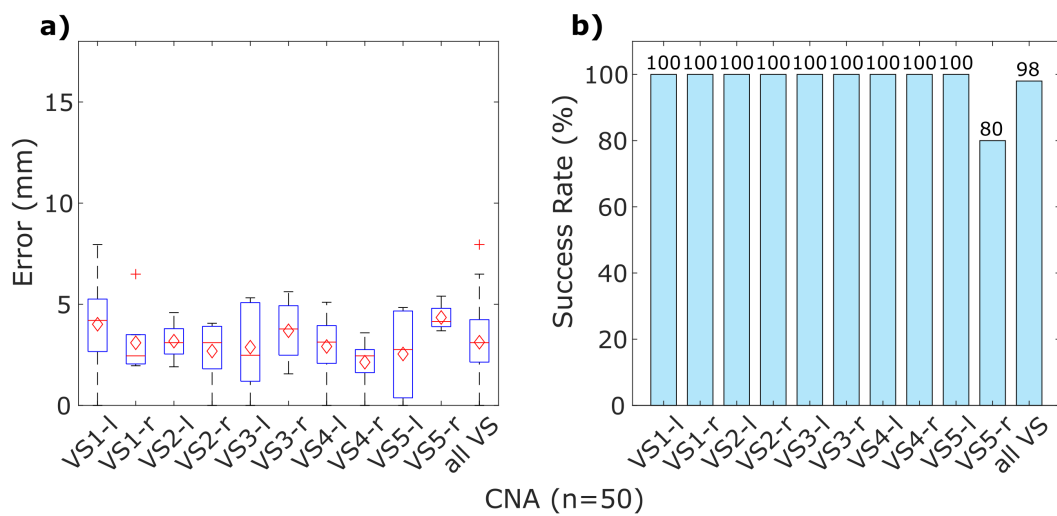 a)
Error (mm)
15
10
5
0
VS1-l
VS1-r
VS2-l
VS2-r
VS3-l
VS3-r
VS4-l
VS4-r
VS5-l
VS5-r
all VS
b)
Success Rate (%)
100
80
60
40
20
0
100 100 100 100 100 100 100 100 100
80
98
VS1-l
VS1-r
VS2-l
VS2-r
VS3-l
VS3-r
VS4-l
VS4-r
VS5-l
VS5-r
all VS
CNA (n=50)